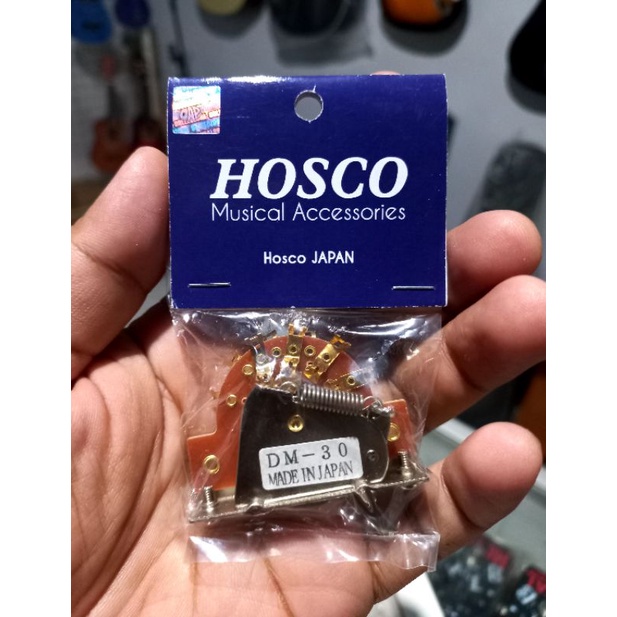 HOSCO
Musical Accessories
Hosco JAPAN
DM-30
MADE IN JAPAN